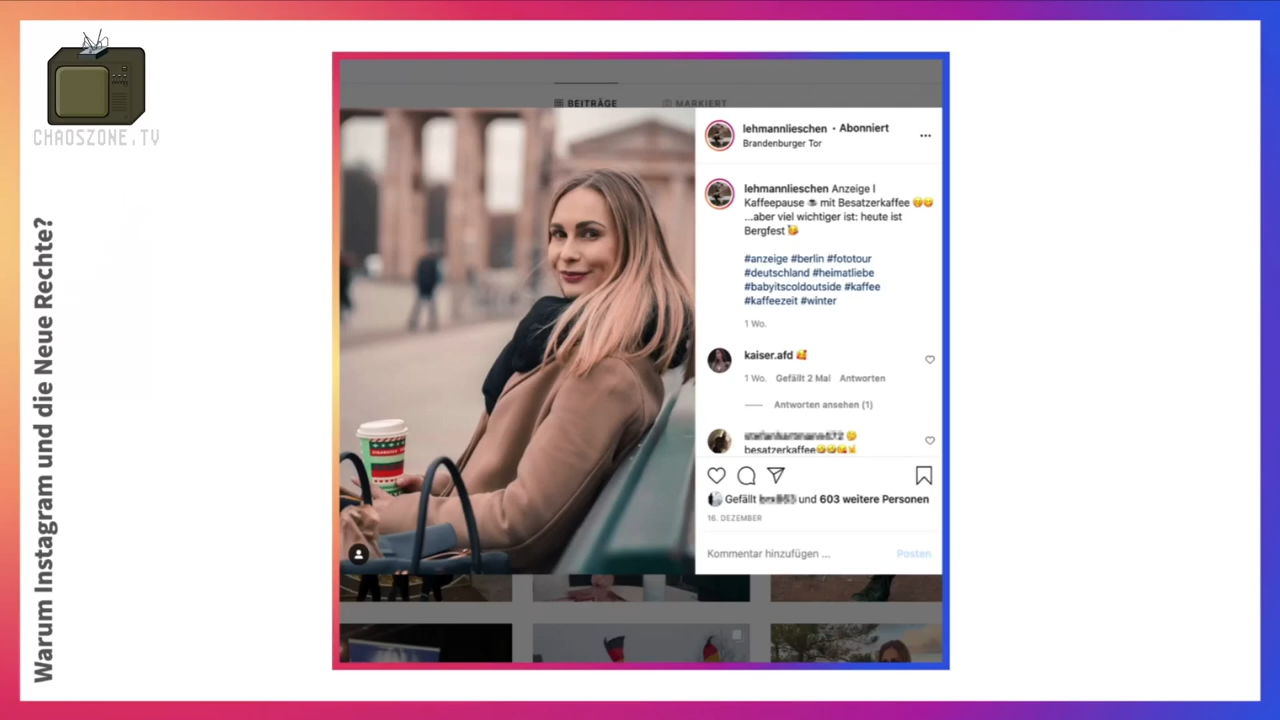 CHAOSZONE.TV
Warum Instagram und die Neue Rechte?
BEITRÄGE
MARKIERT
lehmannlieschen • Abonniert
Brandenburger Tor
lehmannlieschen Anzeige I
Kaffeepause ☕ mit Besatzerkaffee
...aber viel wichtiger ist: heute ist
Bergfest 🥳
#anzeige #berlin #fototour
#deutschland #heimatliebe
#babyitscoldoutside #kaffee
#kaffeezeit #winter
1 Wo.
kaiser.afd 🥰
1 Wo. Gefällt 2 Mal Antworten
Antworten ansehen (1)
besatzerkaffee
Gefällt und 603 weitere Personen
16. DEZEMBER
Kommentar hinzufügen ...
Posten